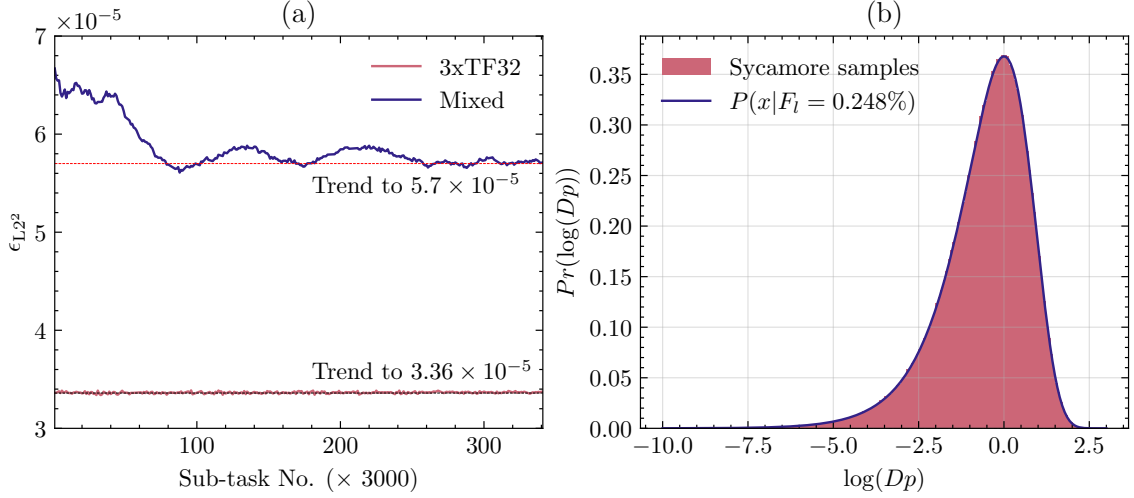 (a)
×10⁻⁵
7
6
5
4
3
ϵ_L2²
3xTF32
Mixed
Trend to 5.7 × 10⁻⁵
Trend to 3.36 × 10⁻⁵
100
200
300
Sub-task No. (× 3000)
(b)
0.35
0.30
0.25
0.20
0.15
0.10
0.05
0.00
Pr(log(Dp))
Sycamore samples
P(x|F_l = 0.248%)
-10.0
-7.5
-5.0
-2.5
0.0
2.5
log(Dp)